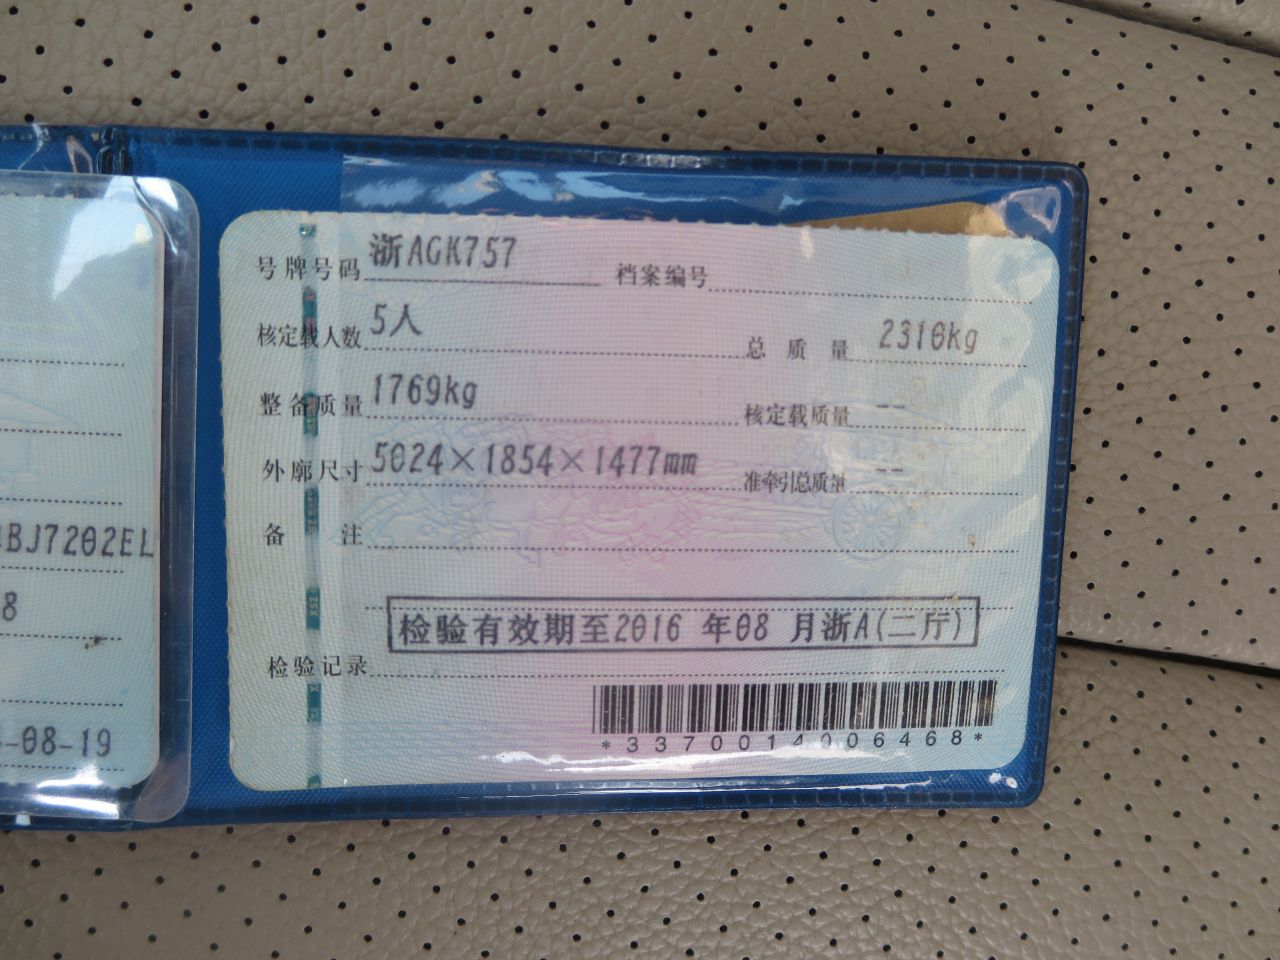 号牌号码 浙AGK757 档案编号
核定载人数 5人 总质量 2310kg
整备质量 1769kg 核定载质量 --
外廓尺寸 5024×1854×1477mm 准牵引总质量 --
备注
检验有效期至2016 年08 月浙A(二厅)
检验记录
*3370014006468*
BJ7202EL
8
-08-19